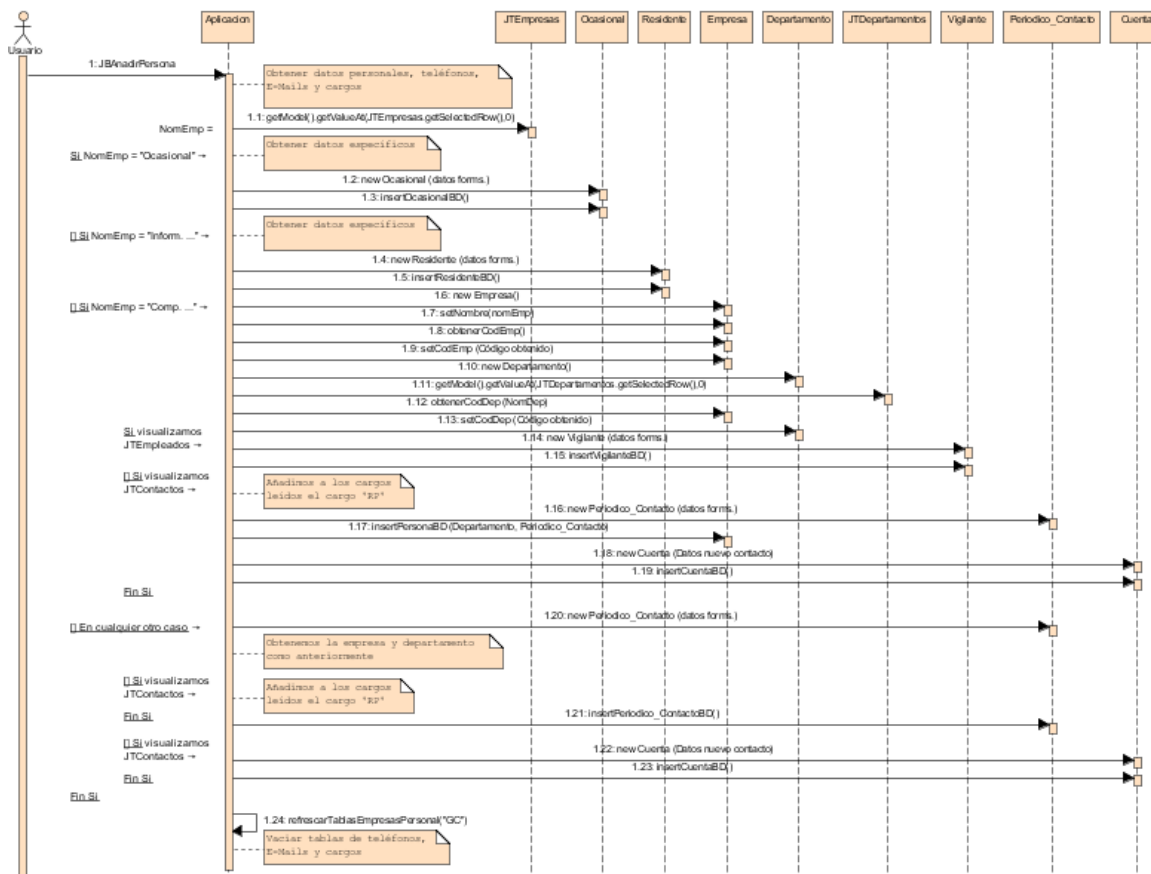 Usuario
Aplicacion
JTEmpresas
Ocasional
Residente
Empresa
Departamento
JTDepartamentos
Vigilante
Periodico_Contacto
Cuenta
1: JBAnadirPersona
Obtener datos personales, teléfonos,
E-Mails y cargos
1.1: getModel().getValueAt(JTEmpresas.getSelectedRow(),0)
NomEmp =
Si NomEmp = "Ocasional" →
Obtener datos específicos
1.2: new Ocasional (datos forms.)
1.3: insertOcasionalBD()
[] Si NomEmp = "Inform. ..." →
Obtener datos específicos
1.4: new Residente (datos forms.)
1.5: insertResidenteBD()
1.6: new Empresa()
[] Si NomEmp = "Comp. ..." →
1.7: setNombre(nomEmp)
1.8: obtenerCodEmp()
1.9: setCodEmp (Código obtenido)
1.10: new Departamento()
1.11: getModel().getValueAt(JTDepartamentos.getSelectedRow(),0)
1.12: obtenerCodDep (NomDep)
1.13: setCodDep (Código obtenido)
Si visualizamos
JTEmpleados →
1.14: new Vigilante (datos forms.)
1.15: insertVigilanteBD()
[] Si visualizamos
JTContactos →
Añadimos a los cargos
leídos el cargo 'RP'
1.16: new Periodico_Contacto (datos forms.)
1.17: insertPersonaBD (Departamento, Periodico_Contacto)
1.18: new Cuenta (Datos nuevo contacto)
1.19: insertCuentaBD()
Fin Si
1.20: new Periodico_Contacto (datos forms.)
[] En cualquier otro caso →
Obtenemos la empresa y departamento
como anteriormente
[] Si visualizamos
JTContactos →
Añadimos a los cargos
leídos el cargo 'RP'
Fin Si
1.21: insertPeriodico_ContactoBD()
[] Si visualizamos
JTContactos →
1.22: new Cuenta (Datos nuevo contacto)
1.23: insertCuentaBD()
Fin Si
Fin Si
1.24: refrescarTablasEmpresasPersonal("GC")
Vaciar tablas de teléfonos,
E-Mails y cargos